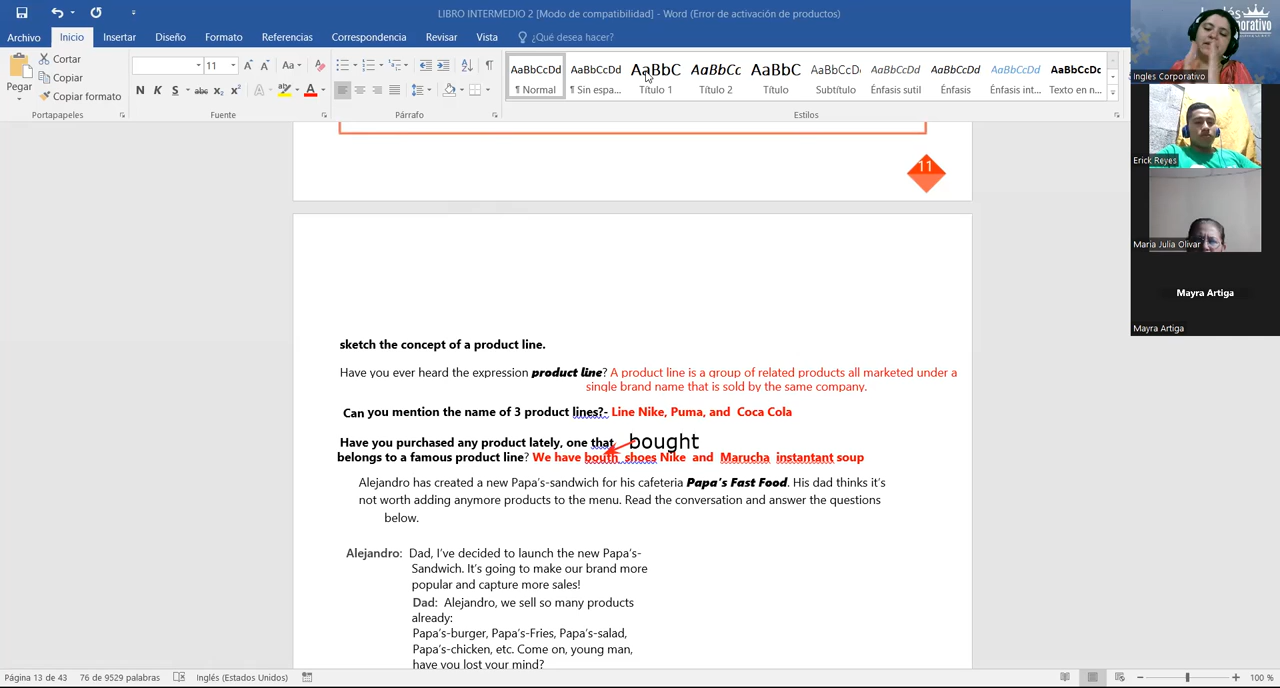 LIBRO INTERMEDIO 2 [Modo de compatibilidad] - Word (Error de activación de productos)
Archivo Inicio Insertar Diseño Formato Referencias Correspondencia Revisar Vista ¿Qué desea hacer?
Pegar
Cortar
Copiar
Copiar formato
11
N K S abc x₂ x²
AaBbCcDd AaBbCcDd AaBbC AaBbCc AaBbC AaBbCcD AaBbCcDd AaBbCcDd AaBbCcDd AaBbCcDc
¶ Normal ¶ Sin espa... Título 1 Título 2 Título Subtítulo Énfasis sutil Énfasis Énfasis int... Texto en n...
Portapapeles Fuente Párrafo Estilos
11
sketch the concept of a product line.
Have you ever heard the expression product line? A product line is a group of related products all marketed under a
single brand name that is sold by the same company.
Can you mention the name of 3 product lines?- Line Nike, Puma, and Coca Cola
Have you purchased any product lately, one that bought
belongs to a famous product line? We have bouth shoes Nike and Marucha instantant soup
Alejandro has created a new Papa's-sandwich for his cafeteria Papa's Fast Food. His dad thinks it's
not worth adding anymore products to the menu. Read the conversation and answer the questions
below.
Alejandro: Dad, I've decided to launch the new Papa's-
Sandwich. It's going to make our brand more
popular and capture more sales!
Dad: Alejandro, we sell so many products
already:
Papa's-burger, Papa's-Fries, Papa's-salad,
Papa's-chicken, etc. Come on, young man,
have you lost your mind?
Ingles Corporativo
Erick Reyes
Maria Julia Olivar
Mayra Artiga
Mayra Artiga
Página 13 de 43 76 de 9529 palabras Inglés (Estados Unidos) 100 %